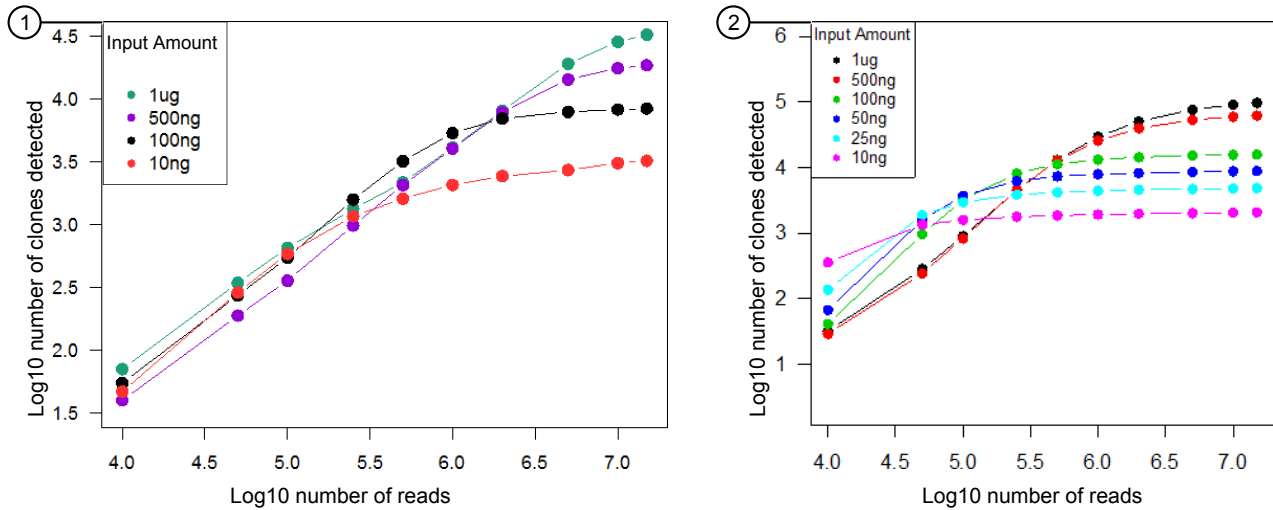 1
Input Amount
1ug
500ng
100ng
10ng
4.5
4.0
3.5
3.0
2.5
2.0
1.5
Log10 number of clones detected
4.0 4.5 5.0 5.5 6.0 6.5 7.0
Log10 number of reads
2
Input Amount
1ug
500ng
100ng
50ng
25ng
10ng
6
5
4
3
2
1
Log10 number of clones detected
4.0 4.5 5.0 5.5 6.0 6.5 7.0
Log10 number of reads